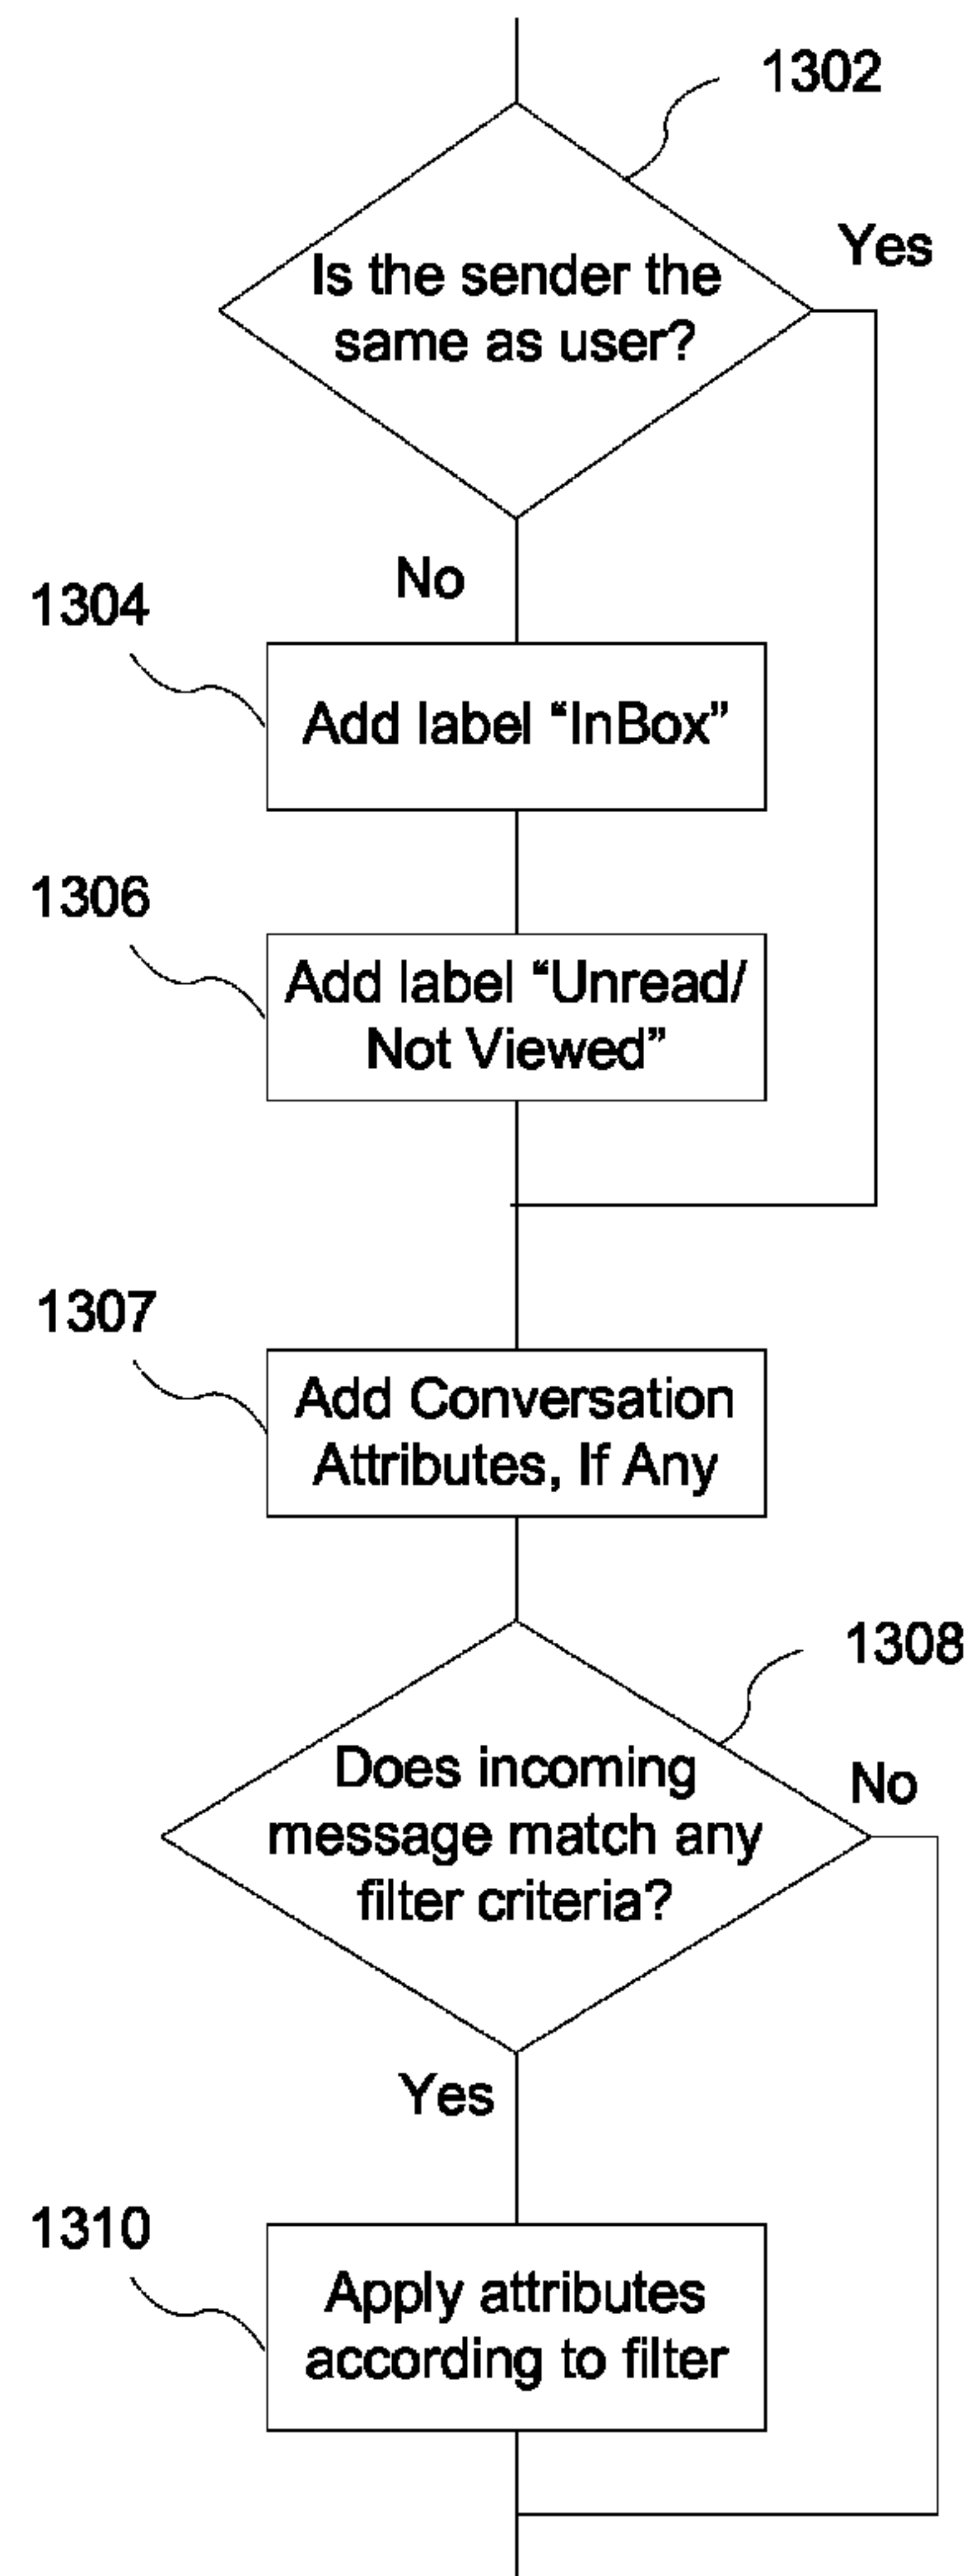 1302
Yes
Is the sender the
same as user?
No
1304
Add label “InBox”
1306
Add label “Unread/
Not Viewed”
1307
Add Conversation
Attributes, If Any
1308
No
Does incoming
message match any
filter criteria?
Yes
1310
Apply attributes
according to filter